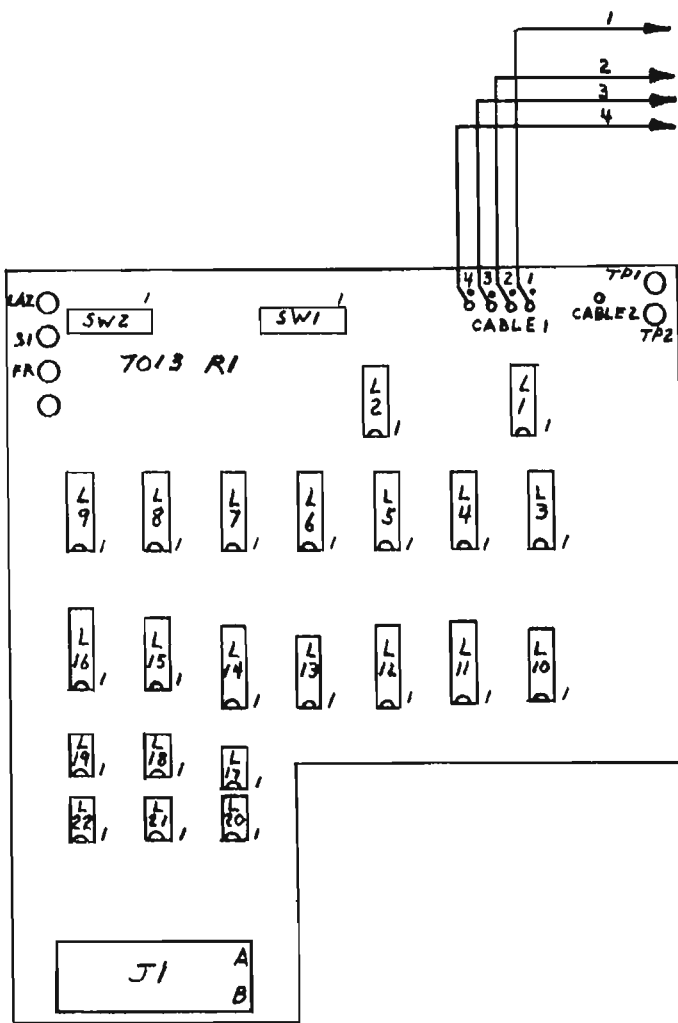 1
2
3
4
4 3 2 1
TP1
LA2
1
1
SW2
SW1
CABLE 1
CABLE 2
S1
TP2
7013 R1
FR
L 2
1
L 1
1
L 9
1
L 8
1
L 7
1
L 6
1
L 5
1
L 4
1
L 3
1
L 16
1
L 15
1
L 14
1
L 13
1
L 12
1
L 11
1
L 10
1
L 19
1
L 18
1
L 17
1
L 22
1
L 21
1
L 20
1
J1
A
B